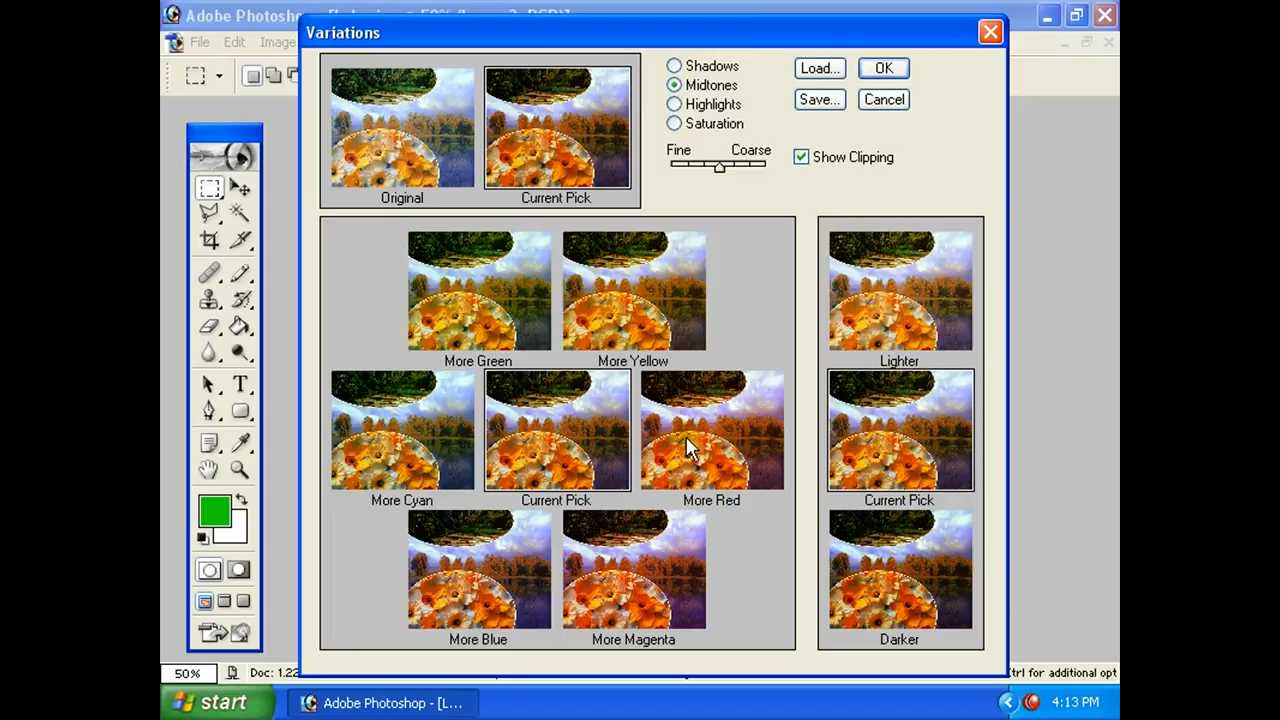 Adobe Photosh
Variations
File Edit Image
Shadows
Midtones
Highlights
Saturation
Load...
OK
Save...
Cancel
Fine Coarse
Show Clipping
Original
Current Pick
More Green
More Yellow
Lighter
More Cyan
Current Pick
More Red
Current Pick
More Blue
More Magenta
Darker
T
50%
Doc: 1.22
Ctrl for additional opt
start
Adobe Photoshop - [L...
4:13 PM